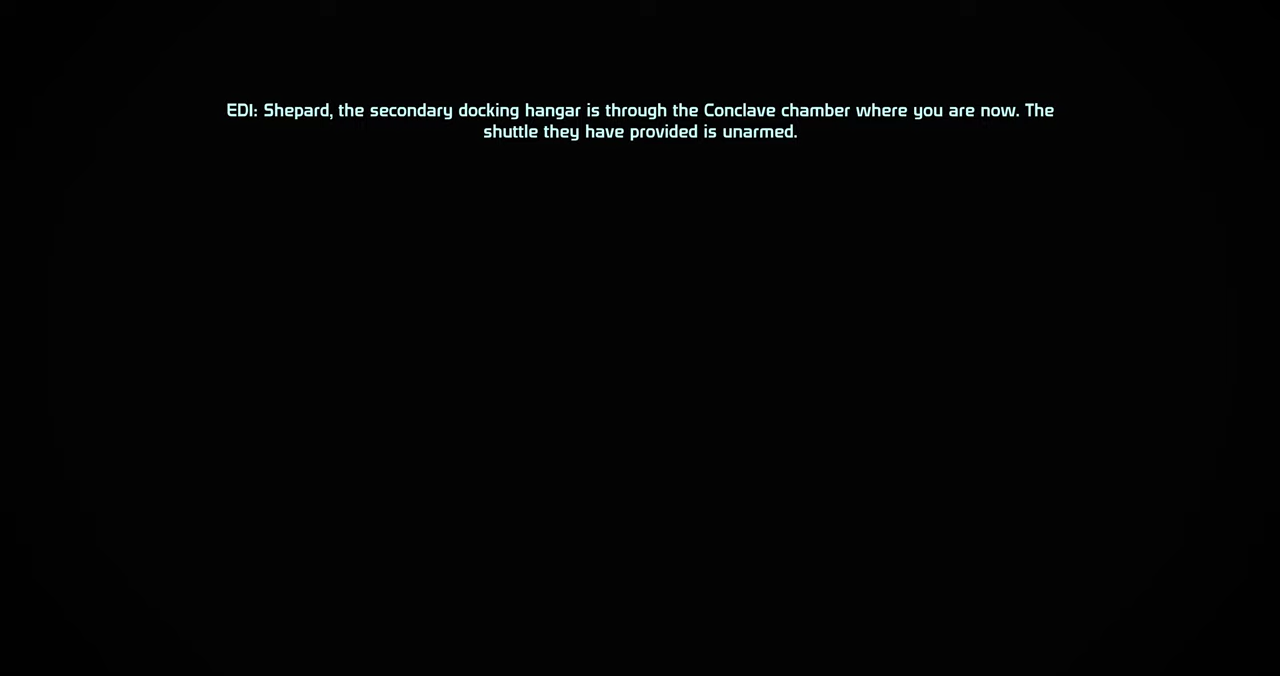 EDI: Shepard, the secondary docking hangar is through the Conclave chamber where you are now. The
shuttle they have provided is unarmed.